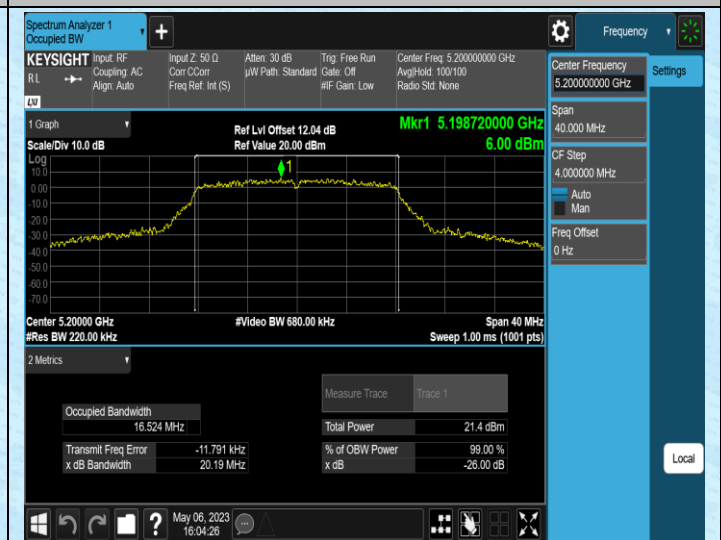 Spectrum Analyzer 1
Occupied BW
+
Frequency
KEYSIGHT
R L
LXI
Input: RF
Coupling: AC
Align: Auto
Input Z: 50 Ω
Corr CCorr
Freq Ref: Int (S)
Atten: 30 dB
µW Path: Standard
Trig: Free Run
Gate: Off
#IF Gain: Low
Center Freq: 5.200000000 GHz
Avg|Hold: 100/100
Radio Std: None
Center Frequency
5.200000000 GHz
Settings
Span
40.000 MHz
CF Step
4.000000 MHz
Auto
Man
Freq Offset
0 Hz
1 Graph
Scale/Div 10.0 dB
Ref Lvl Offset 12.04 dB
Ref Value 20.00 dBm
Mkr1 5.198720000 GHz
6.00 dBm
Log
10.0
0.00
-10.0
-20.0
-30.0
-40.0
-50.0
-60.0
-70.0
1
Center 5.20000 GHz
#Res BW 220.00 kHz
#Video BW 680.00 kHz
Span 40 MHz
Sweep 1.00 ms (1001 pts)
2 Metrics
Measure Trace Trace 1
Occupied Bandwidth
16.524 MHz
Total Power 21.4 dBm
Transmit Freq Error -11.791 kHz
% of OBW Power 99.00 %
x dB Bandwidth 20.19 MHz
x dB -26.00 dB
Local
?
May 06, 2023
16:04:26